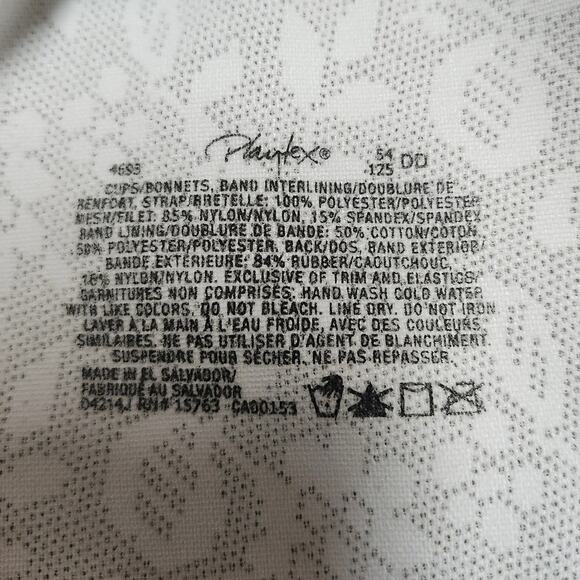 Playtex®
4693 54 DD
125
CUPS/BONNETS, BAND INTERLINING/DOUBLURE DE
RENFORT, STRAP/BRETELLE: 100% POLYESTER/POLYESTER
MESH/FILET: 85% NYLON/NYLON, 15% SPANDEX/SPANDEX
BAND LINING/DOUBLURE DE BANDE: 50% COTTON/COTON,
50% POLYESTER/POLYESTER, BACK/DOS, BAND EXTERIOR/
BANDE EXTÉRIEURE: 84% RUBBER/CAOUTCHOUC,
16% NYLON/NYLON. EXCLUSIVE OF TRIM AND ELASTICS/
GARNITURES NON COMPRISES. HAND WASH COLD WATER
WITH LIKE COLORS, DO NOT BLEACH. LINE DRY. DO NOT IRON
LAVER À LA MAIN À L'EAU FROIDE, AVEC DES COULEURS
SIMILAIRES, NE PAS UTILISER D'AGENT DE BLANCHIMENT.
SUSPENDRE POUR SÉCHER, NE PAS REPASSER.
MADE IN EL SALVADOR/
FABRIQUÉ AU SALVADOR
D4214J RN# 15763 CA00153